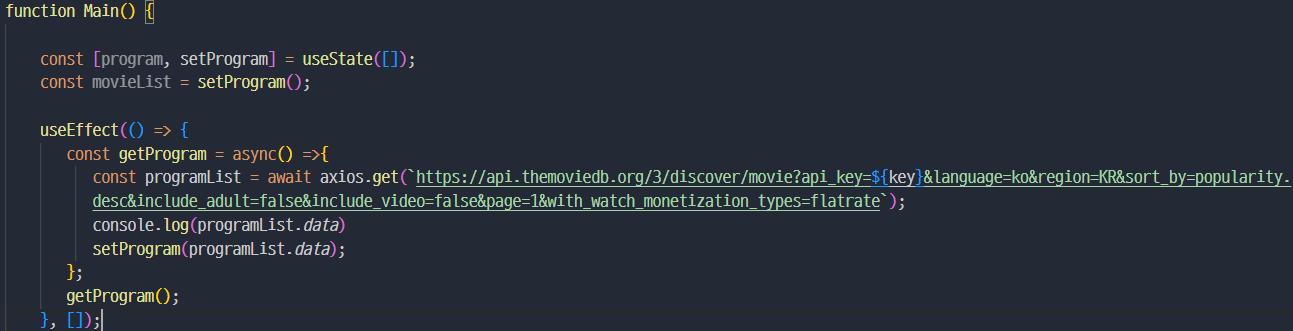 function Main() {
const [program, setProgram] = useState([]);
const movieList = setProgram();
useEffect(() => {
const getProgram = async() =>{
const programList = await axios.get(`https://api.themoviedb.org/3/discover/movie?api_key=${key}&language=ko&region=KR&sort_by=popularity.
desc&include_adult=false&include_video=false&page=1&with_watch_monetization_types=flatrate`);
console.log(programList.data)
setProgram(programList.data);
};
getProgram();
}, []);